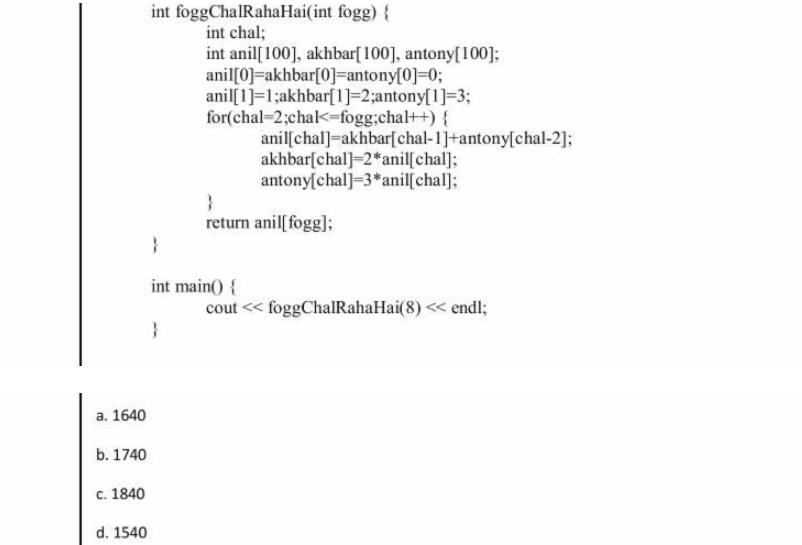 int foggChalRahaHai(int fogg) {
int chal;
int anil[100], akhbar[100], antony[100];
anil[0]=akhbar[0]=antony[0]=0;
anil[1]=1;akhbar[1]=2;antony[1]=3;
for(chal=2;chal<=fogg;chal++) {
anil[chal]=akhbar[chal-1]+antony[chal-2];
akhbar[chal]=2*anil[chal];
antony[chal]=3*anil[chal];
}
return anil[fogg];
}
int main() {
cout << foggChalRahaHai(8) << endl;
}
a. 1640
b. 1740
c. 1840
d. 1540